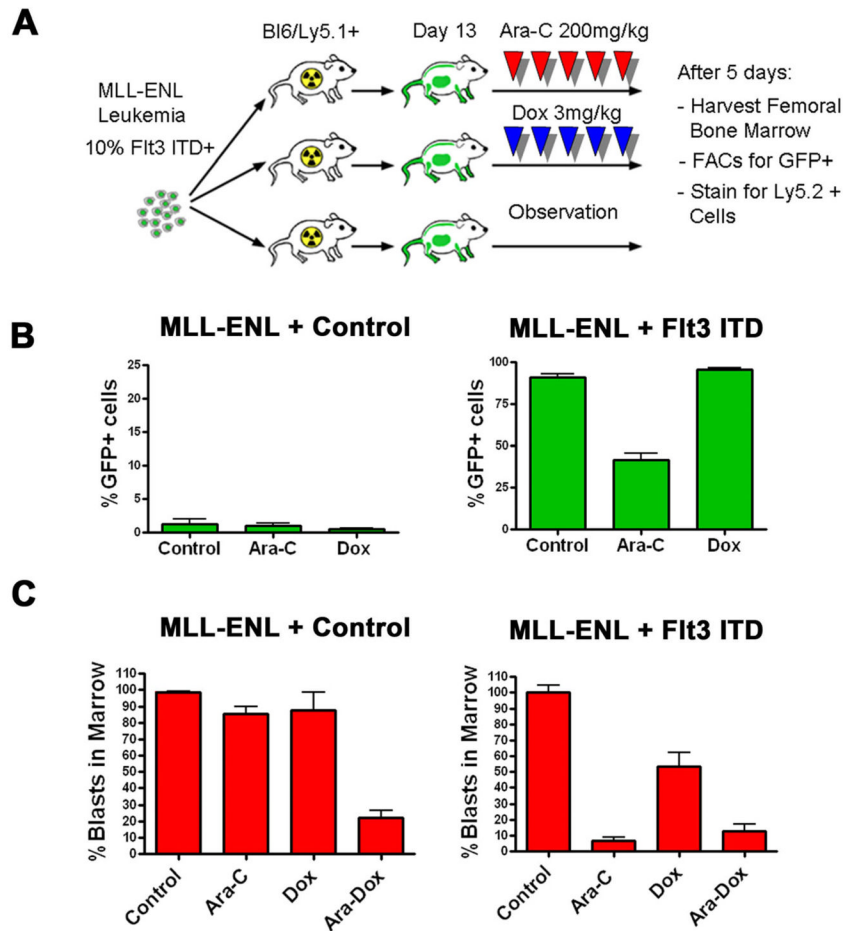 A
Bl6/Ly5.1+
Day 13
Ara-C 200mg/kg
MLL-ENL
Leukemia
10% Flt3 ITD+
Dox 3mg/kg
Observation
After 5 days:
- Harvest Femoral
Bone Marrow
- FACs for GFP+
- Stain for Ly5.2 +
Cells
B
MLL-ENL + Control
% GFP+ cells
25
20
15
10
5
0
Control Ara-C Dox
MLL-ENL + Flt3 ITD
% GFP+ cells
100
75
50
25
0
Control Ara-C Dox
C
MLL-ENL + Control
% Blasts in Marrow
110
100
90
80
70
60
50
40
30
20
10
0
Control Ara-C Dox Ara-Dox
MLL-ENL + Flt3 ITD
% Blasts in Marrow
110
100
90
80
70
60
50
40
30
20
10
0
Control Ara-C Dox Ara-Dox